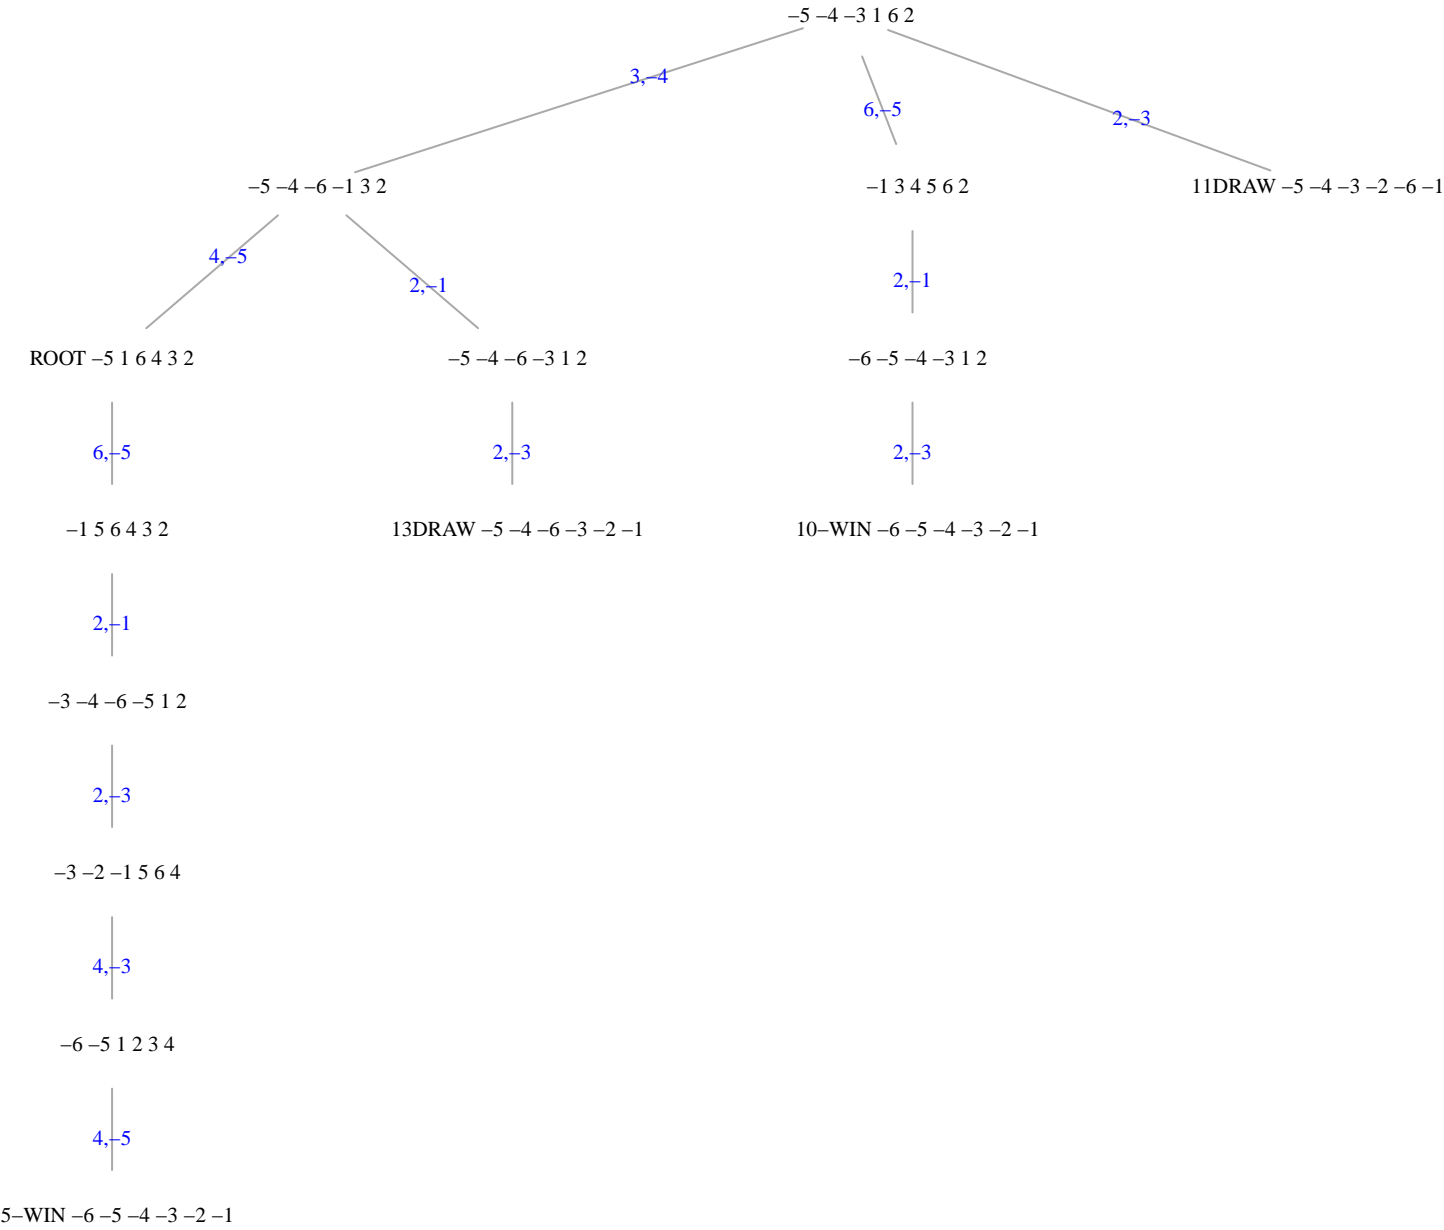 –5 –4 –3 1 6 2
3,–4
6,–5
2,–3
–5 –4 –6 –1 3 2
–1 3 4 5 6 2
11DRAW –5 –4 –3 –2 –6 –1
4,–5
2,–1
2,–1
ROOT –5 1 6 4 3 2
–5 –4 –6 –3 1 2
–6 –5 –4 –3 1 2
6,–5
2,–3
2,–3
–1 5 6 4 3 2
13DRAW –5 –4 –6 –3 –2 –1
10–WIN –6 –5 –4 –3 –2 –1
2,–1
–3 –4 –6 –5 1 2
2,–3
–3 –2 –1 5 6 4
4,–3
–6 –5 1 2 3 4
4,–5
5–WIN –6 –5 –4 –3 –2 –1